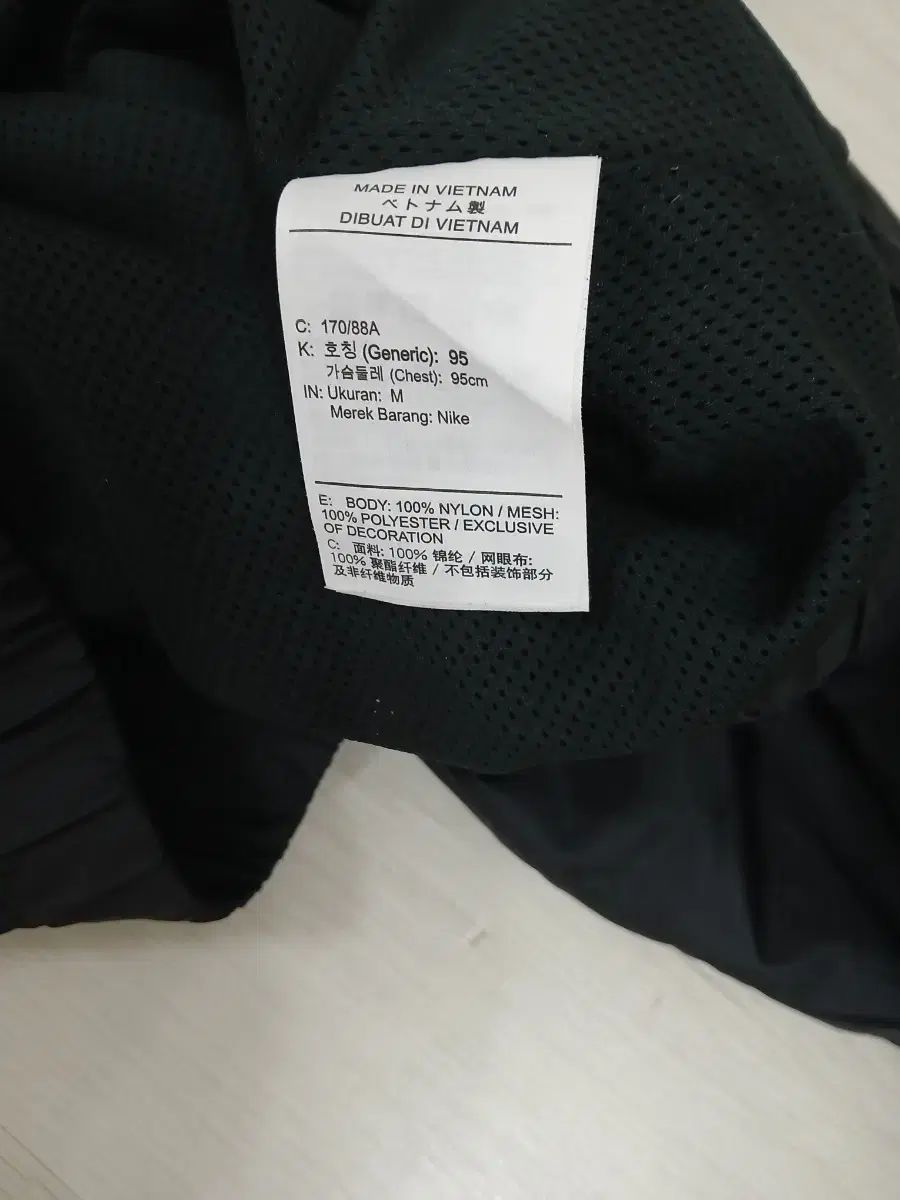 MADE IN VIETNAM
ベトナム製
DIBUAT DI VIETNAM
C: 170/88A
K: 호칭 (Generic): 95
가슴둘레 (Chest): 95cm
IN: Ukuran: M
Merek Barang: Nike
E: BODY: 100% NYLON / MESH:
100% POLYESTER / EXCLUSIVE
OF DECORATION
C: 面料: 100% 锦纶 / 网眼布:
100% 聚酯纤维 / 不包括装饰部分
及非纤维物质